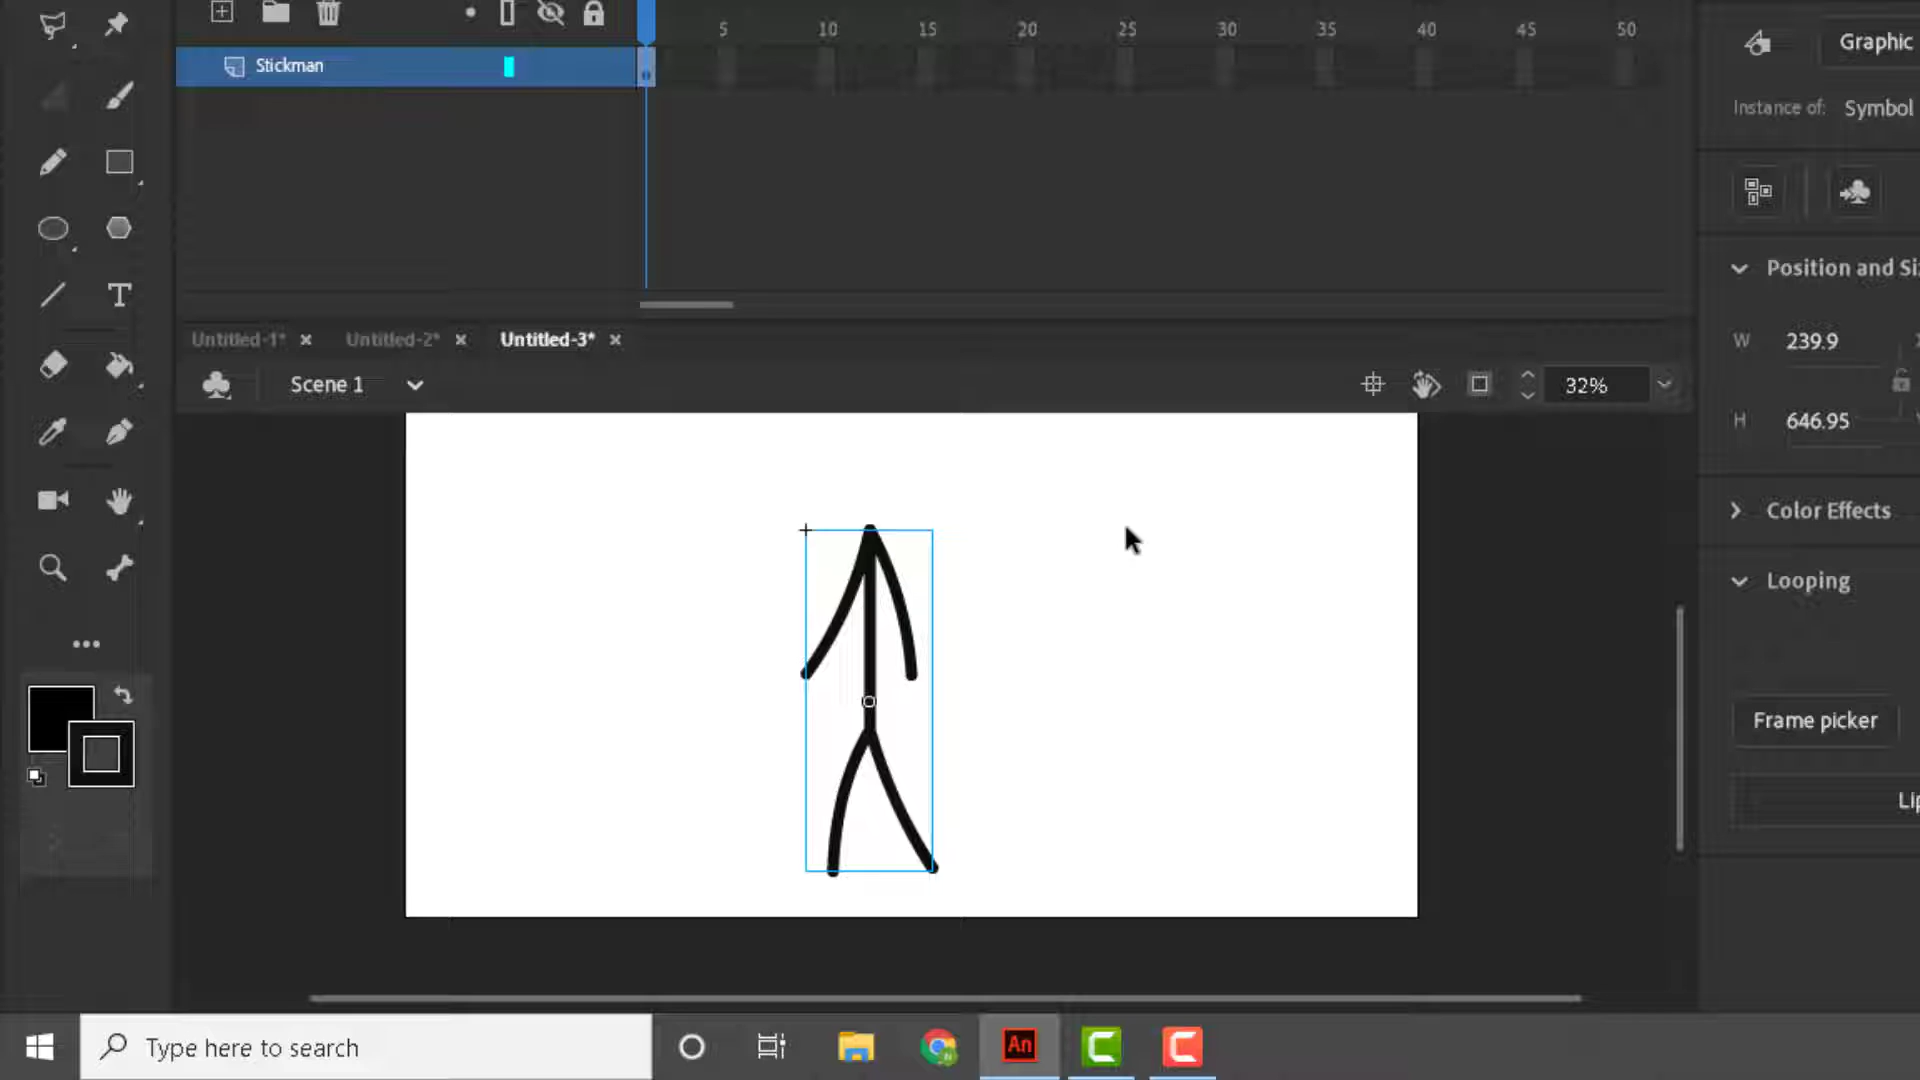 5 10 15 20 25 30 35 40 45 50
Graphic
Stickman
Instance of: Symbol
Position and Si
Untitled-1* Untitled-2* Untitled-3*
W 239.9
Scene 1 32%
H 646.95
Color Effects
Looping
Frame picker
Lip
An
Type here to search